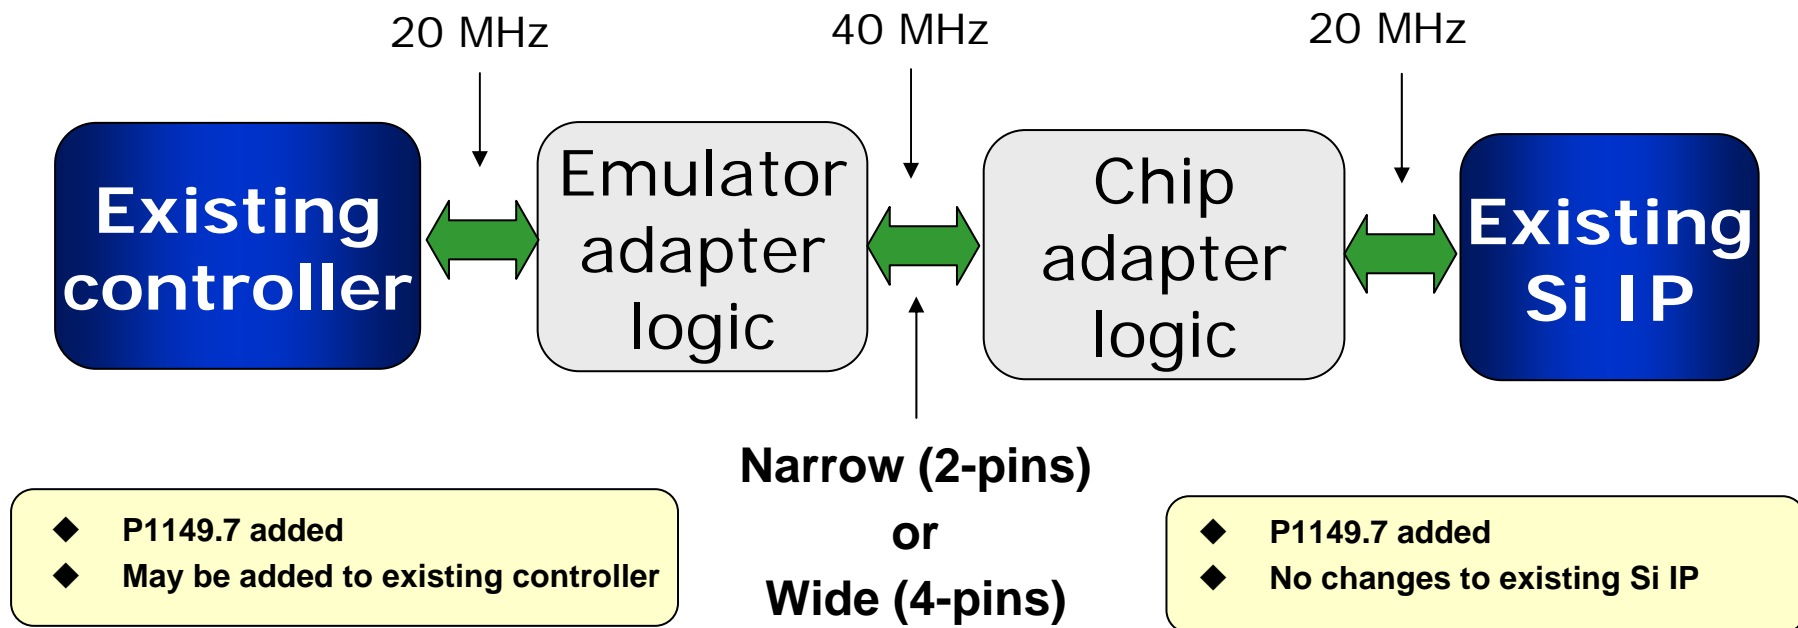 20 MHz
40 MHz
20 MHz
Existing
controller
Emulator
adapter
logic
Chip
adapter
logic
Existing
Si IP
Narrow (2-pins)
or
Wide (4-pins)
◆ P1149.7 added
◆ May be added to existing controller
◆ P1149.7 added
◆ No changes to existing Si IP